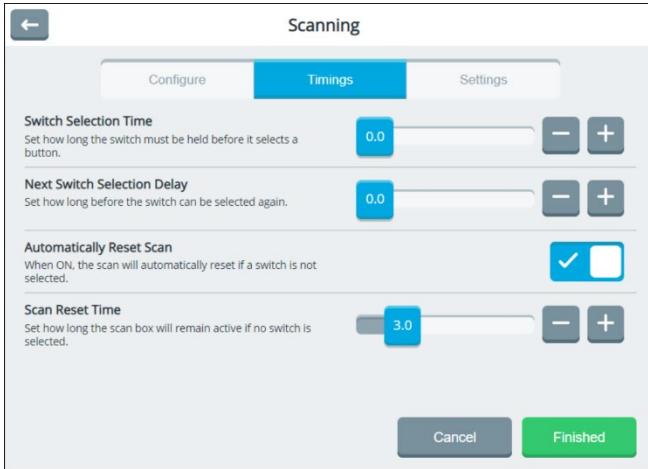 Scanning
Configure
Timings
Settings
Switch Selection Time
Set how long the switch must be held before it selects a
button.
0.0
Next Switch Selection Delay
Set how long before the switch can be selected again.
0.0
Automatically Reset Scan
When ON, the scan will automatically reset if a switch is not
selected.
Scan Reset Time
Set how long the scan box will remain active if no switch is
selected.
3.0
Cancel
Finished